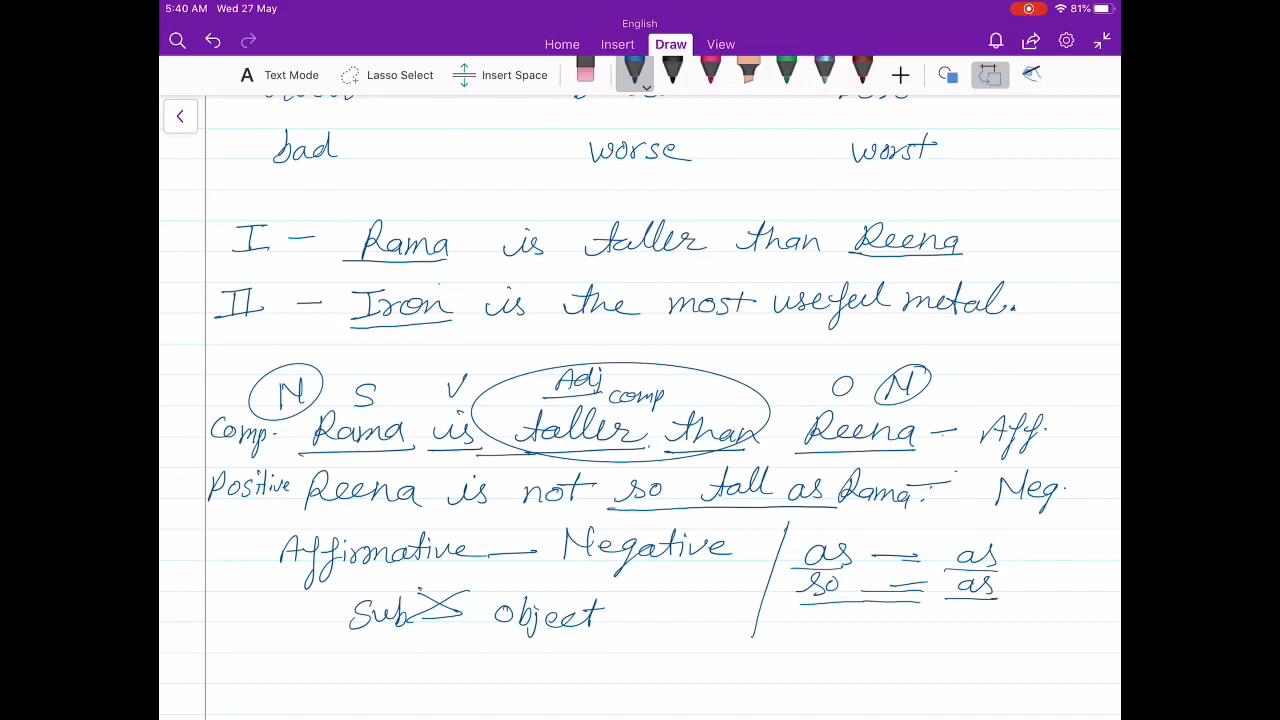 5:40 AM Wed 27 May 81%
English
Home Insert Draw View
Text Mode Lasso Select Insert Space
bad worse worst
I - Rama is taller than Reena
II - Iron is the most useful metal.
N S V Adj comp O N
Comp. Rama is taller than Reena - Aff.
Positive Reena is not so tall as Rama - Neg.
Affirmative - Negative as = as
so = as
Sub object